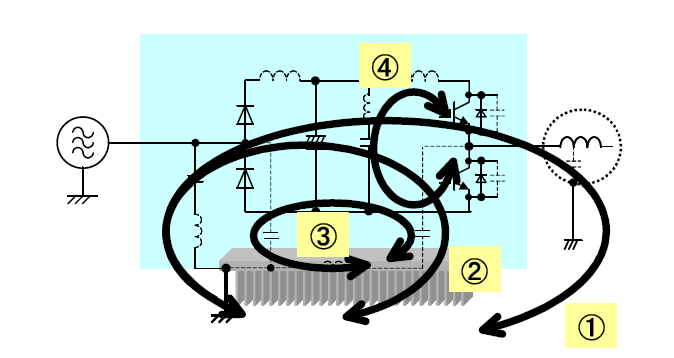 ④
③
②
①